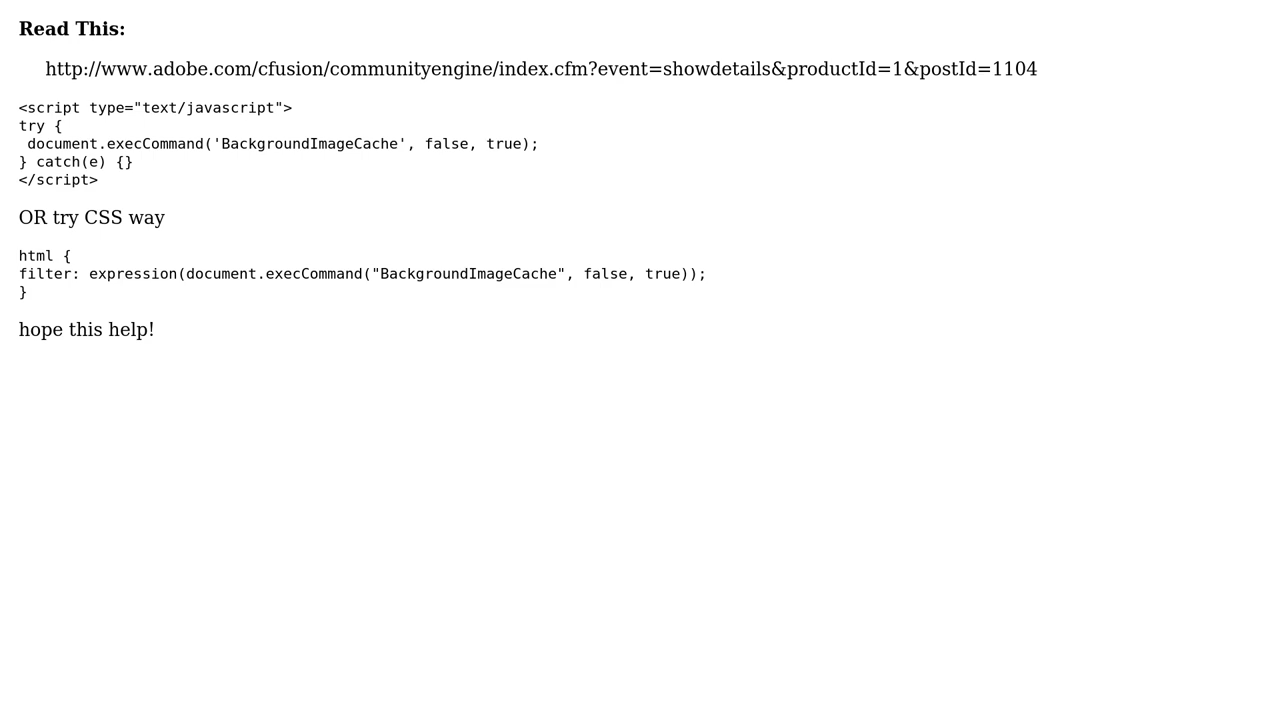 Read This:
http://www.adobe.com/cfusion/communityengine/index.cfm?event=showdetails&productId=1&postId=1104
<script type="text/javascript">
try {
 document.execCommand('BackgroundImageCache', false, true);
} catch(e) {}
</script>
OR try CSS way
html {
filter: expression(document.execCommand("BackgroundImageCache", false, true));
}
hope this help!